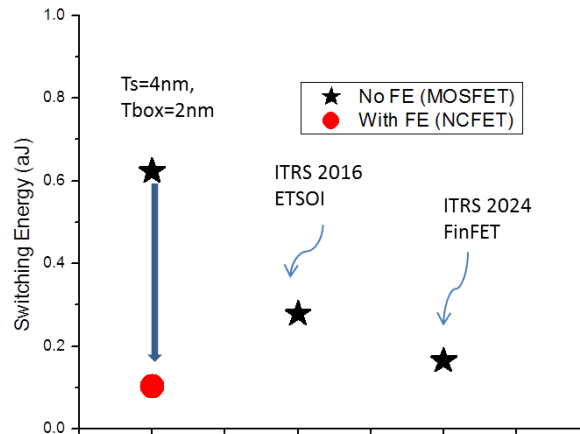 1.0
0.8
0.6
0.4
0.2
0.0
Switching Energy (aJ)
Ts=4nm,
Tbox=2nm
No FE (MOSFET)
With FE (NCFET)
ITRS 2016
ETSOI
ITRS 2024
FinFET